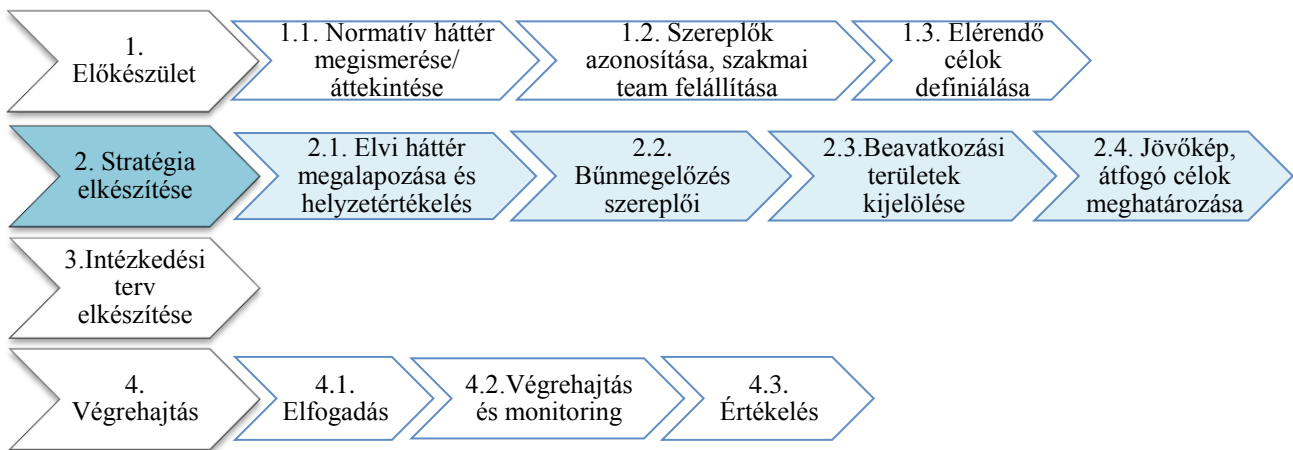 1.
Előkészület
1.1. Normatív háttér
megismerése/
áttekintése
1.2. Szereplők
azonosítása, szakmai
team felállítása
1.3. Elérendő
célok
definiálása
2. Stratégia
elkészítése
2.1. Elvi háttér
megalapozása és
helyzetértékelés
2.2.
Bűnmegelőzés
szereplői
2.3.Beavatkozási
területek
kijelölése
2.4. Jövőkép,
átfogó célok
meghatározása
3.Intézkedési
terv
elkészítése
4.
Végrehajtás
4.1.
Elfogadás
4.2.Végrehajtás
és monitoring
4.3.
Értékelés